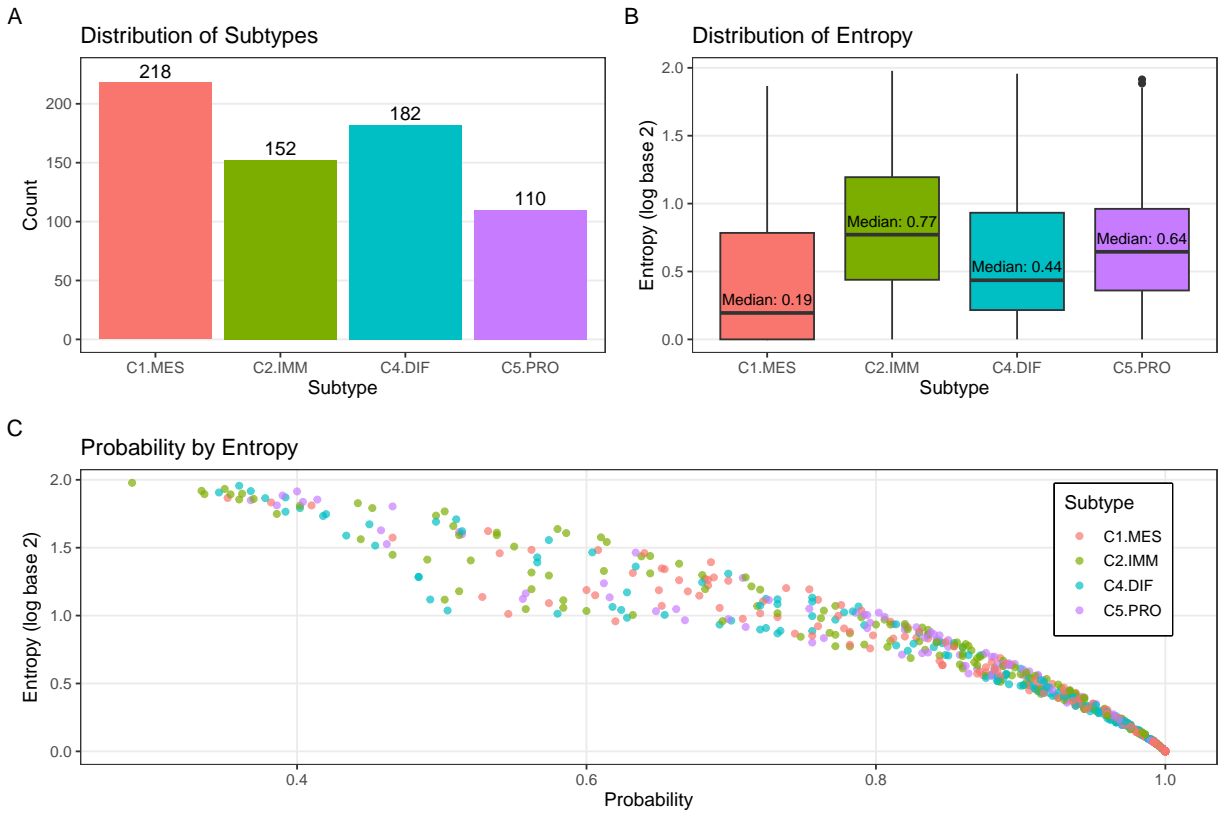 A
Distribution of Subtypes
218
152
182
110
200
150
100
50
0
Count
C1.MES
C2.IMM
C4.DIF
C5.PRO
Subtype
B
Distribution of Entropy
2.0
1.5
1.0
0.5
0.0
Entropy (log base 2)
Median: 0.19
Median: 0.77
Median: 0.44
Median: 0.64
C1.MES
C2.IMM
C4.DIF
C5.PRO
Subtype
C
Probability by Entropy
2.0
1.5
1.0
0.5
0.0
Entropy (log base 2)
Subtype
C1.MES
C2.IMM
C4.DIF
C5.PRO
0.4
0.6
0.8
1.0
Probability